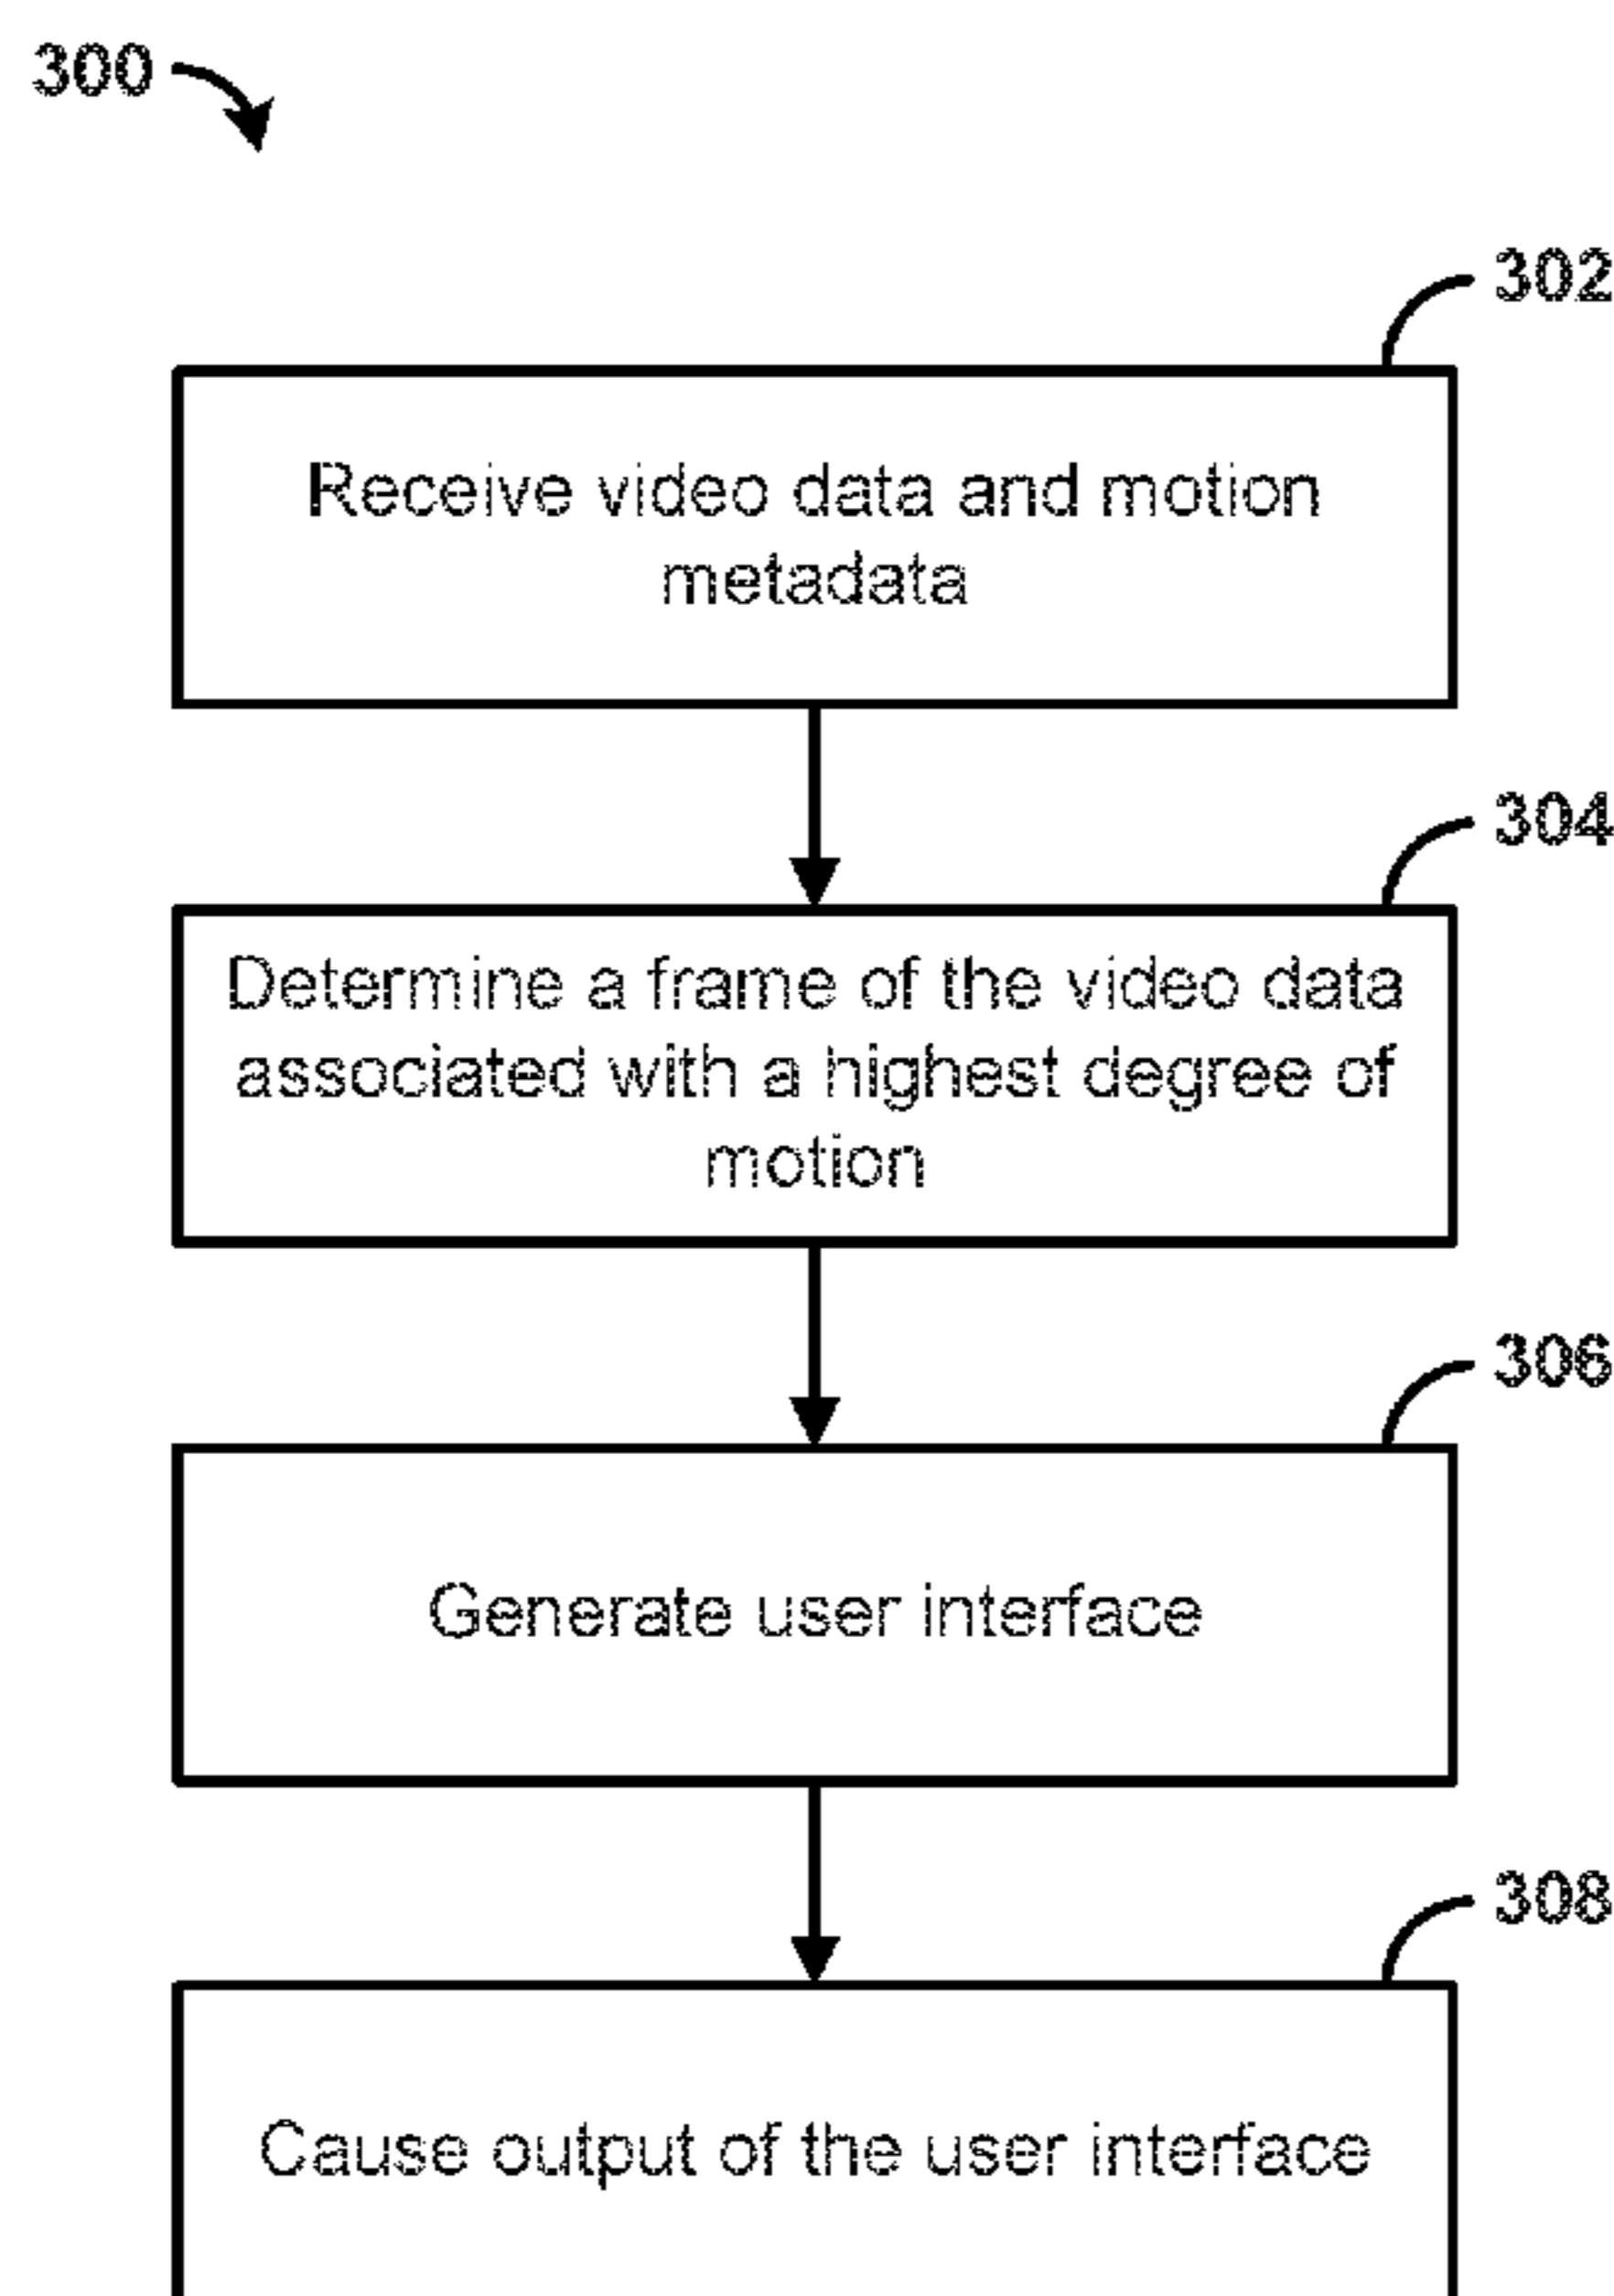 300
302
Receive video data and motion
metadata
304
Determine a frame of the video data
associated with a highest degree of
motion
306
Generate user interface
308
Cause output of the user interface